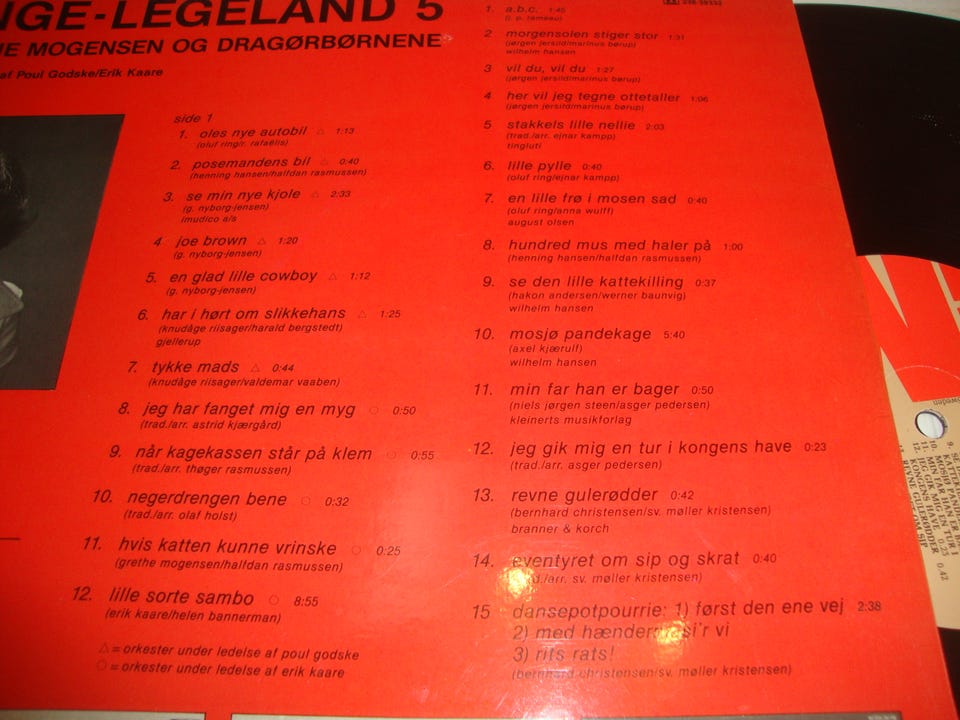 NGE-LEGELAND 5
HE MOGENSEN OG DRAGØRBØRNENE
af Poul Godske/Erik Kaare
side 1
1. oles nye autobil △ 1:13
(oluf ring/r. rafaëlis)
2. posemandens bil ○ 0:40
(henning hansen/halfdan rasmussen)
3. se min nye kjole △ 2:33
(g. nyborg-jensen)
imudico a/s
4. joe brown △ 1:20
(g. nyborg-jensen)
5. en glad lille cowboy △ 1:12
(g. nyborg-jensen)
6. har i hørt om slikkehans △ 1:25
(knudåge riisager/harald bergstedt)
gjellerup
7. tykke mads △ 0:44
(knudåge riisager/valdemar vaaben)
8. jeg har fanget mig en myg ○ 0:50
(trad./arr. astrid kjærgård)
9. når kagekassen står på klem ○ 0:55
(trad./arr. thøger rasmussen)
10. negerdrengen bene ○ 0:32
(trad./arr. olaf holst)
11. hvis katten kunne vrinske ○ 0:25
(grethe mogensen/halfdan rasmussen)
12. lille sorte sambo ○ 8:55
(erik kaare/helen bannerman)
△ = orkester under ledelse af poul godske
○ = orkester under ledelse af erik kaare
1. a.b.c. 1:45
(j. p. rameau)
2 morgensolen stiger stor 1:31
(jørgen jersild/marinus børup)
wilhelm hansen
3 vil du, vil du 1:27
(jørgen jersild/marinus børup)
4 her vil jeg tegne ottetaller 1:06
(jørgen jersild/marinus børup)
5 stakkels lille nellie 2:03
(trad./arr. ejnar kampp)
tingluti
6. lille pylle 0:40
(oluf ring/ejnar kampp)
7. en lille frø i mosen sad 0:40
(oluf ring/anna wulff)
august olsen
8. hundred mus med haler på 1:00
(henning hansen/halfdan rasmussen)
9. se den lille kattekilling 0:37
(hakon andersen/werner baunvig)
wilhelm hansen
10. mosjø pandekage 5:40
(axel kjærulf)
wilhelm hansen
11. min far han er bager 0:50
(niels jørgen steen/asger pedersen)
kleinerts musikforlag
12. jeg gik mig en tur i kongens have 0:23
(trad./arr. asger pedersen)
13. revne gulerødder 0:42
(bernhard christensen/sv. møller kristensen)
branner & korch
14. eventyret om sip og skrat 0:40
(trad./arr. sv. møller kristensen)
15 dansepotpourrie: 1) først den ene vej 2:38
2) med hænderne si'r vi
3) rits rats!
(bernhard christensen/sv. møller kristensen)
sweden